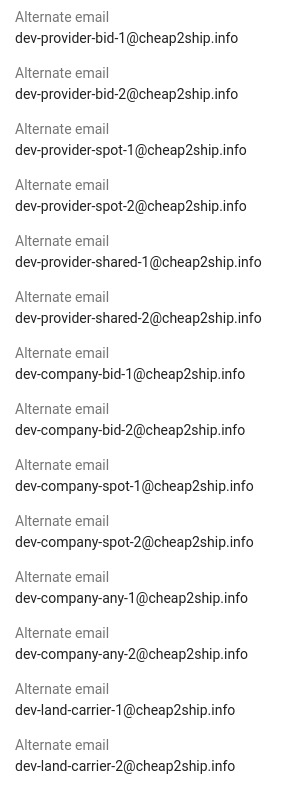 Alternate email
dev-provider-bid-1@cheap2ship.info
Alternate email
dev-provider-bid-2@cheap2ship.info
Alternate email
dev-provider-spot-1@cheap2ship.info
Alternate email
dev-provider-spot-2@cheap2ship.info
Alternate email
dev-provider-shared-1@cheap2ship.info
Alternate email
dev-provider-shared-2@cheap2ship.info
Alternate email
dev-company-bid-1@cheap2ship.info
Alternate email
dev-company-bid-2@cheap2ship.info
Alternate email
dev-company-spot-1@cheap2ship.info
Alternate email
dev-company-spot-2@cheap2ship.info
Alternate email
dev-company-any-1@cheap2ship.info
Alternate email
dev-company-any-2@cheap2ship.info
Alternate email
dev-land-carrier-1@cheap2ship.info
Alternate email
dev-land-carrier-2@cheap2ship.info